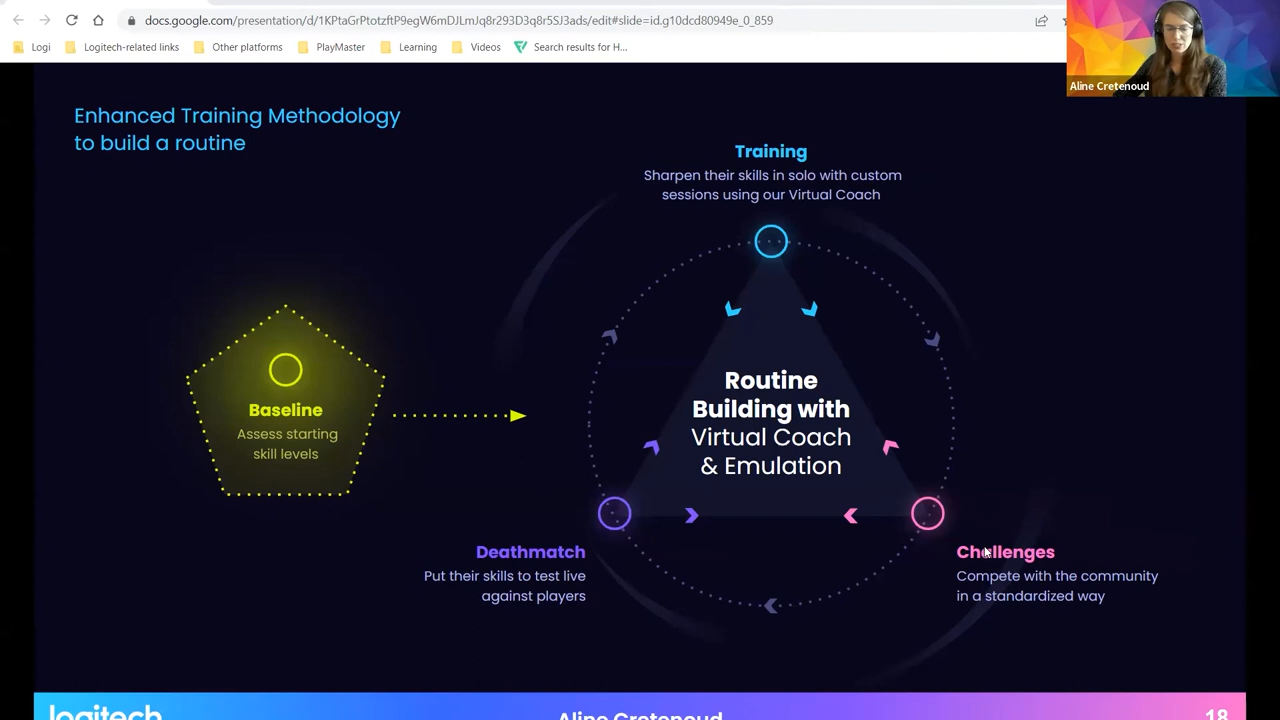 docs.google.com/presentation/d/1KPtaGrPtotzftP9egW6mDJLmJq8r293D3q8r5SJ3ads/edit#slide=id.g10dcd80949e_0_859
Logi
Logitech-related links
Other platforms
PlayMaster
Learning
Videos
Search results for H...
Aline Cretenoud
Enhanced Training Methodology
to build a routine
Training
Sharpen their skills in solo with custom
sessions using our Virtual Coach
Baseline
Assess starting
skill levels
Routine
Building with
Virtual Coach
& Emulation
Deathmatch
Put their skills to test live
against players
Challenges
Compete with the community
in a standardized way
logitech
Aline Cretenoud
18